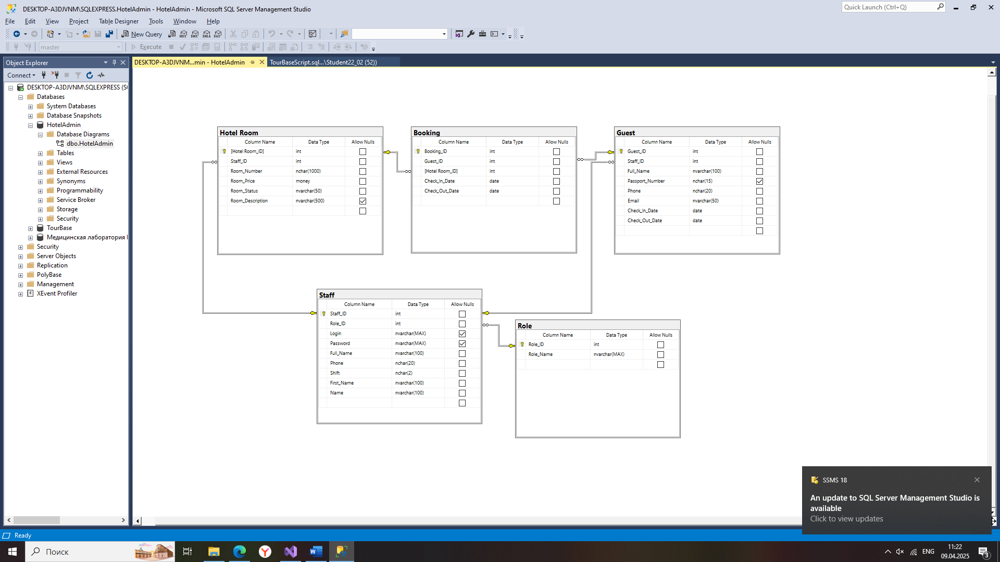 DESKTOP-A3DJVNM\SQLEXPRESS.HotelAdmin - HotelAdmin - Microsoft SQL Server Management Studio
Quick Launch (Ctrl+Q)
File Edit View Project Table Designer Tools Window Help
New Query
MDX DMX XMLA DAX
master
Execute
Object Explorer
DESKTOP-A3DJVNM...min - HotelAdmin
TourBaseScript.sql...\Student22_02 (52))
Connect
DESKTOP-A3DJVNM\SQLEXPRESS
Databases
System Databases
Database Snapshots
HotelAdmin
Database Diagrams
dbo.HotelAdmin
Tables
Views
External Resources
Synonyms
Programmability
Service Broker
Storage
Security
TourBase
Медицинская лаборатория
Security
Server Objects
Replication
PolyBase
Management
XEvent Profiler
Hotel Room
Column Name Data Type Allow Nulls
[Hotel Room_ID] int
Staff_ID int
Room_Number nchar(1000)
Room_Price money
Room_Status nvarchar(50)
Room_Description nvarchar(500)
Booking
Column Name Data Type Allow Nulls
Booking_ID int
Guest_ID int
[Hotel Room_ID] int
Check_In_Date date
Check_Out_Date date
Guest
Column Name Data Type Allow Nulls
Guest_ID int
Staff_ID int
Full_Name nvarchar(100)
Passport_Number nchar(15)
Phone nchar(20)
Email nvarchar(50)
Check_In_Date date
Check_Out_Date date
Staff
Column Name Data Type Allow Nulls
Staff_ID int
Role_ID int
Login nvarchar(MAX)
Password nvarchar(MAX)
Full_Name nvarchar(100)
Phone nchar(20)
Shift nchar(2)
First_Name nvarchar(100)
Name nvarchar(100)
Role
Column Name Data Type Allow Nulls
Role_ID int
Role_Name nvarchar(MAX)
SSMS 18
An update to SQL Server Management Studio is
available
Click to view updates
Ready
Поиск
ENG
11:22
09.04.2025
3